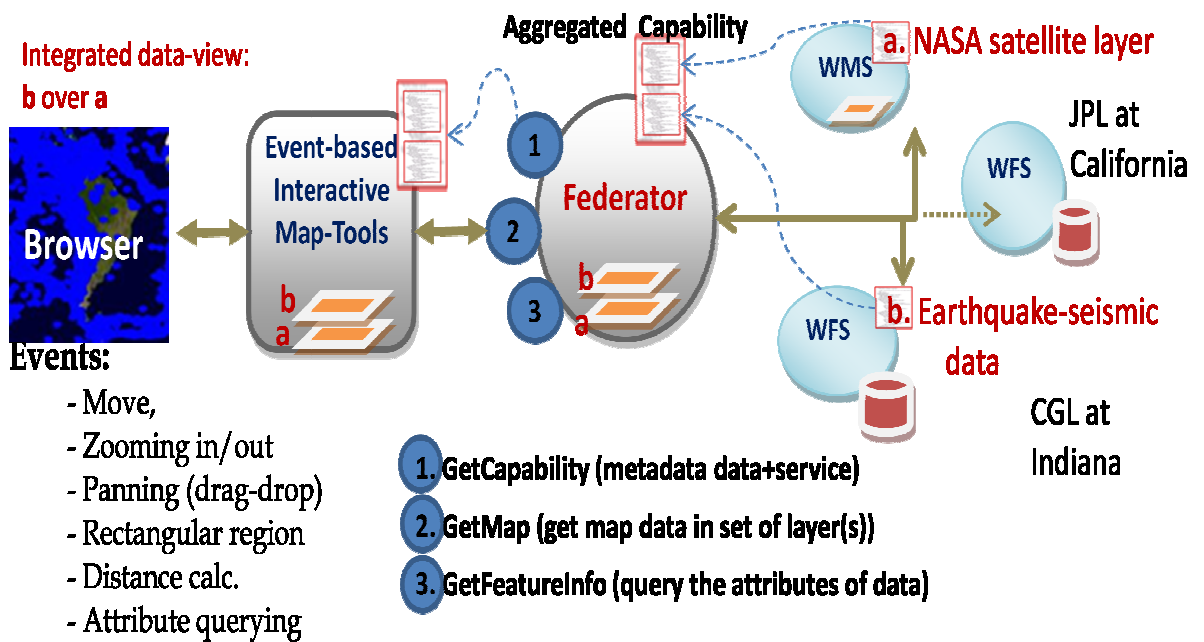 Aggregated Capability
Integrated data-view:
b over a
Browser
Event-based
Interactive
Map-Tools
b
a
1
2
3
Federator
b
a
WMS
a. NASA satellite layer
WFS
JPL at
California
WFS
b. Earthquake-seismic
data
CGL at
Indiana
Events:
- Move,
- Zooming in/out
- Panning (drag-drop)
- Rectangular region
- Distance calc.
- Attribute querying
1. GetCapability (metadata data+service)
2. GetMap (get map data in set of layer(s))
3. GetFeatureInfo (query the attributes of data)